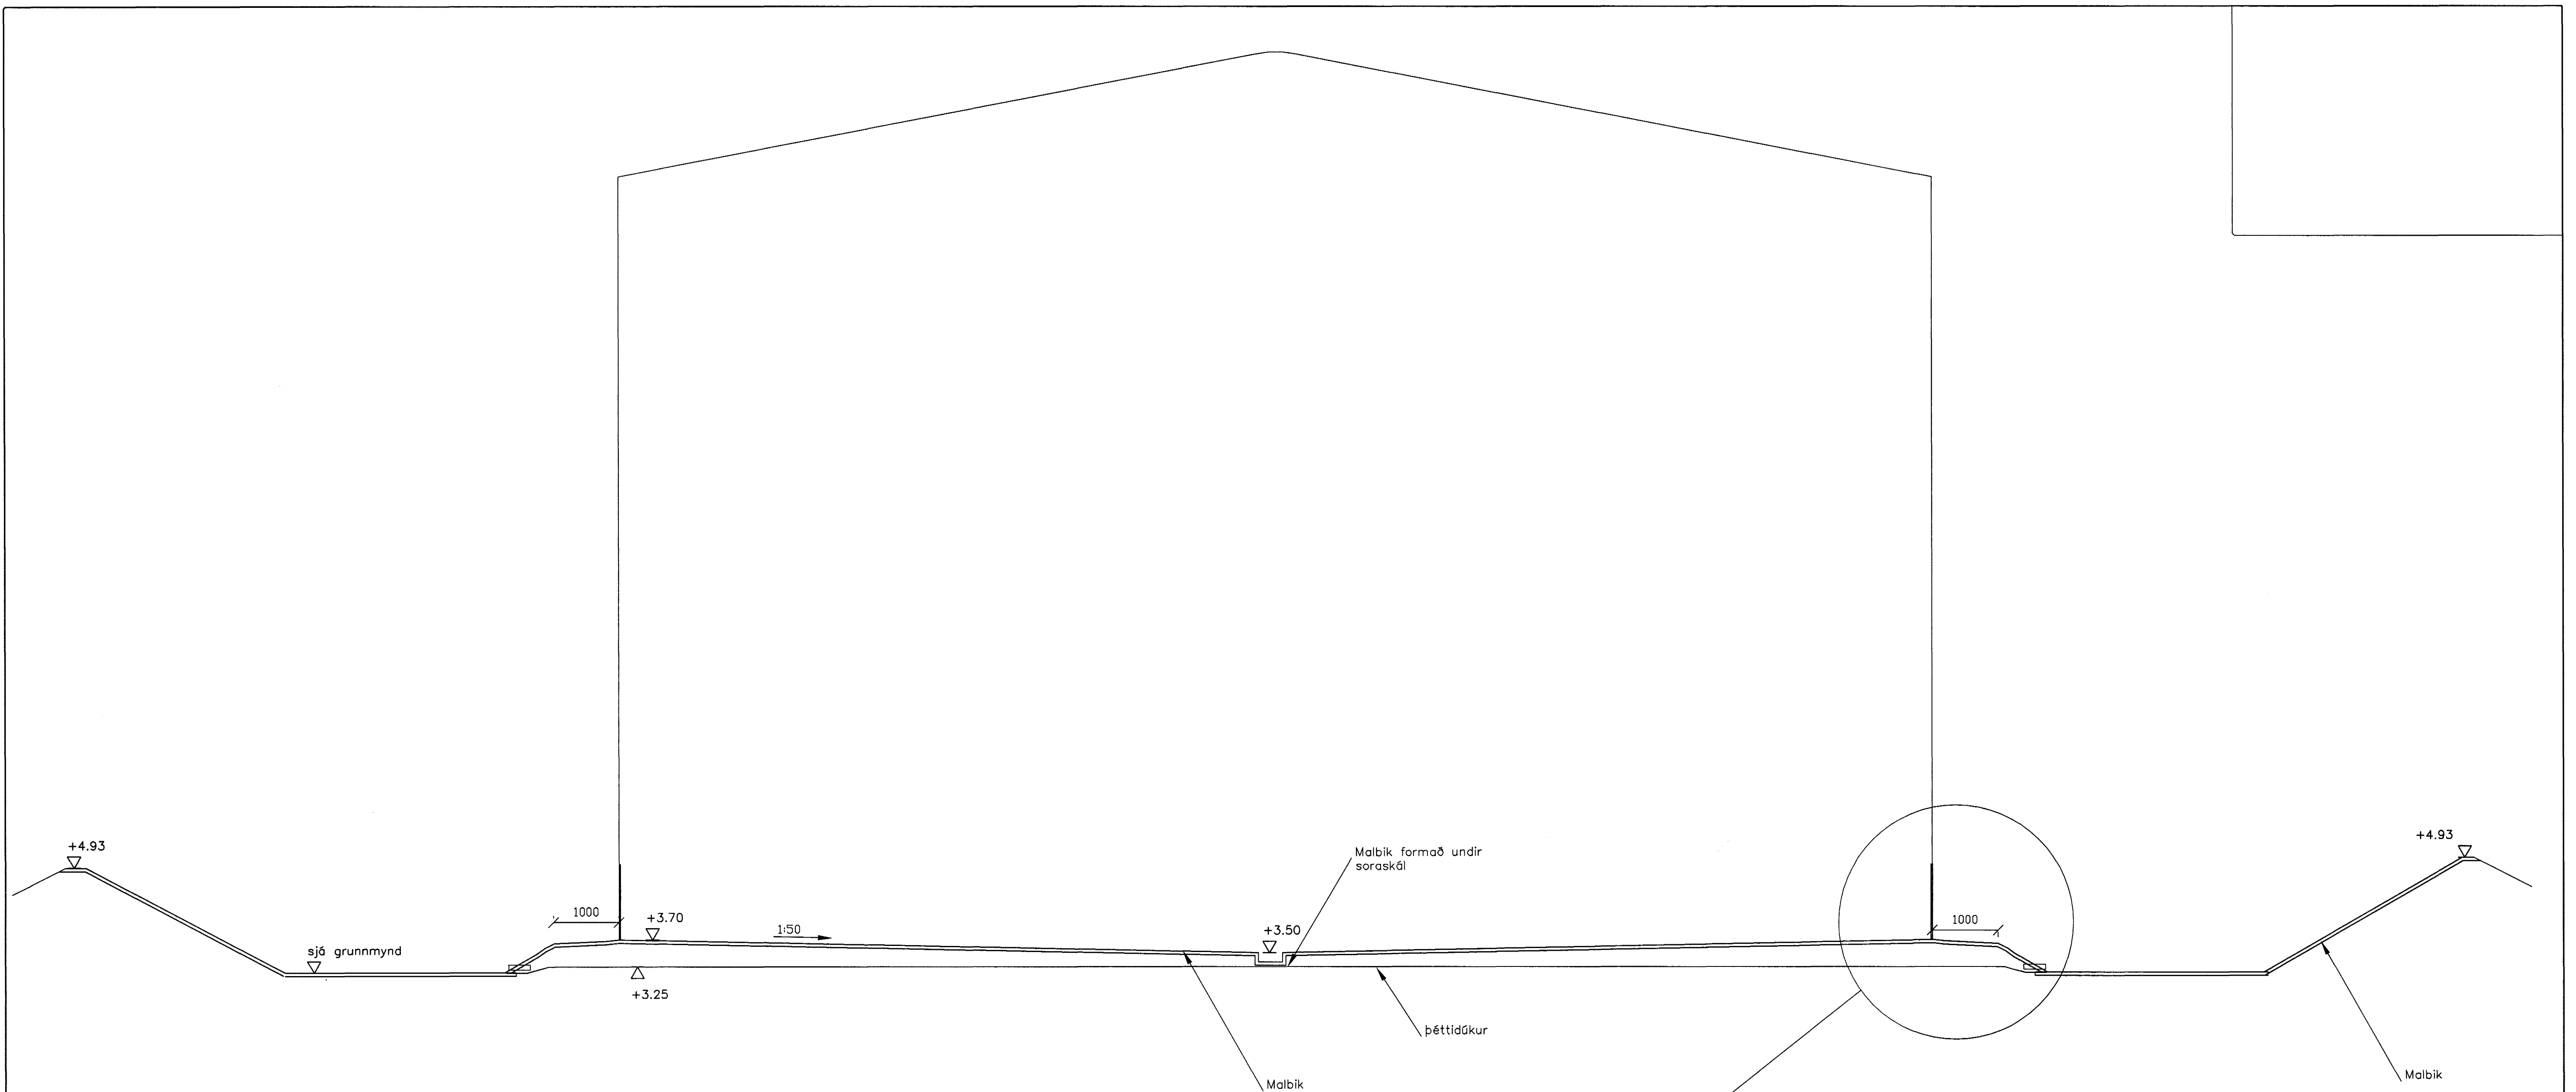 +4.93
+4.93
Malbik formað undir
soraskál
1000
+3.70
1:50
+3.50
1000
sjá grunnmynd
+3.25
þéttidúkur
Malbik
Malbik